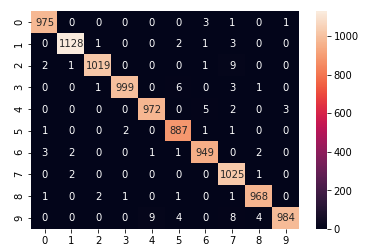 0 975 0 0 0 0 0 3 1 0 1
1 0 1128 1 0 0 2 1 3 0 0
2 2 1 1019 0 0 0 1 9 0 0
3 0 0 1 999 0 6 0 3 1 0
4 0 0 0 0 972 0 5 2 0 3
5 1 0 0 2 0 887 1 1 0 0
6 3 2 0 0 1 1 949 0 2 0
7 0 2 0 0 0 0 0 1025 1 0
8 1 0 2 1 0 1 0 1 968 0
9 0 0 0 0 9 4 0 8 4 984
0 1 2 3 4 5 6 7 8 9
1000
800
600
400
200
0